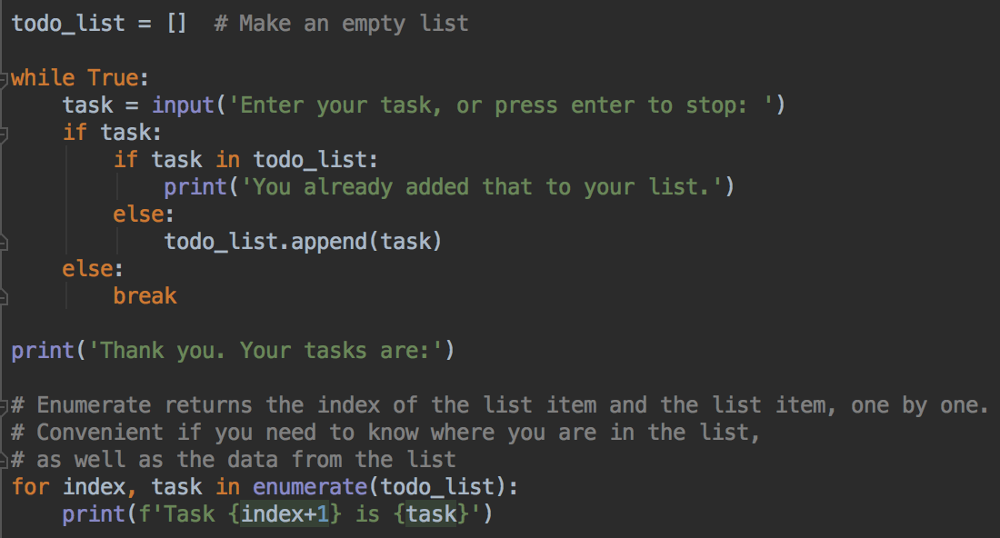 todo_list = []  # Make an empty list
while True:
    task = input('Enter your task, or press enter to stop: ')
    if task:
        if task in todo_list:
            print('You already added that to your list.')
        else:
            todo_list.append(task)
    else:
        break
print('Thank you. Your tasks are:')
# Enumerate returns the index of the list item and the list item, one by one.
# Convenient if you need to know where you are in the list,
# as well as the data from the list
for index, task in enumerate(todo_list):
    print(f'Task {index+1} is {task}')